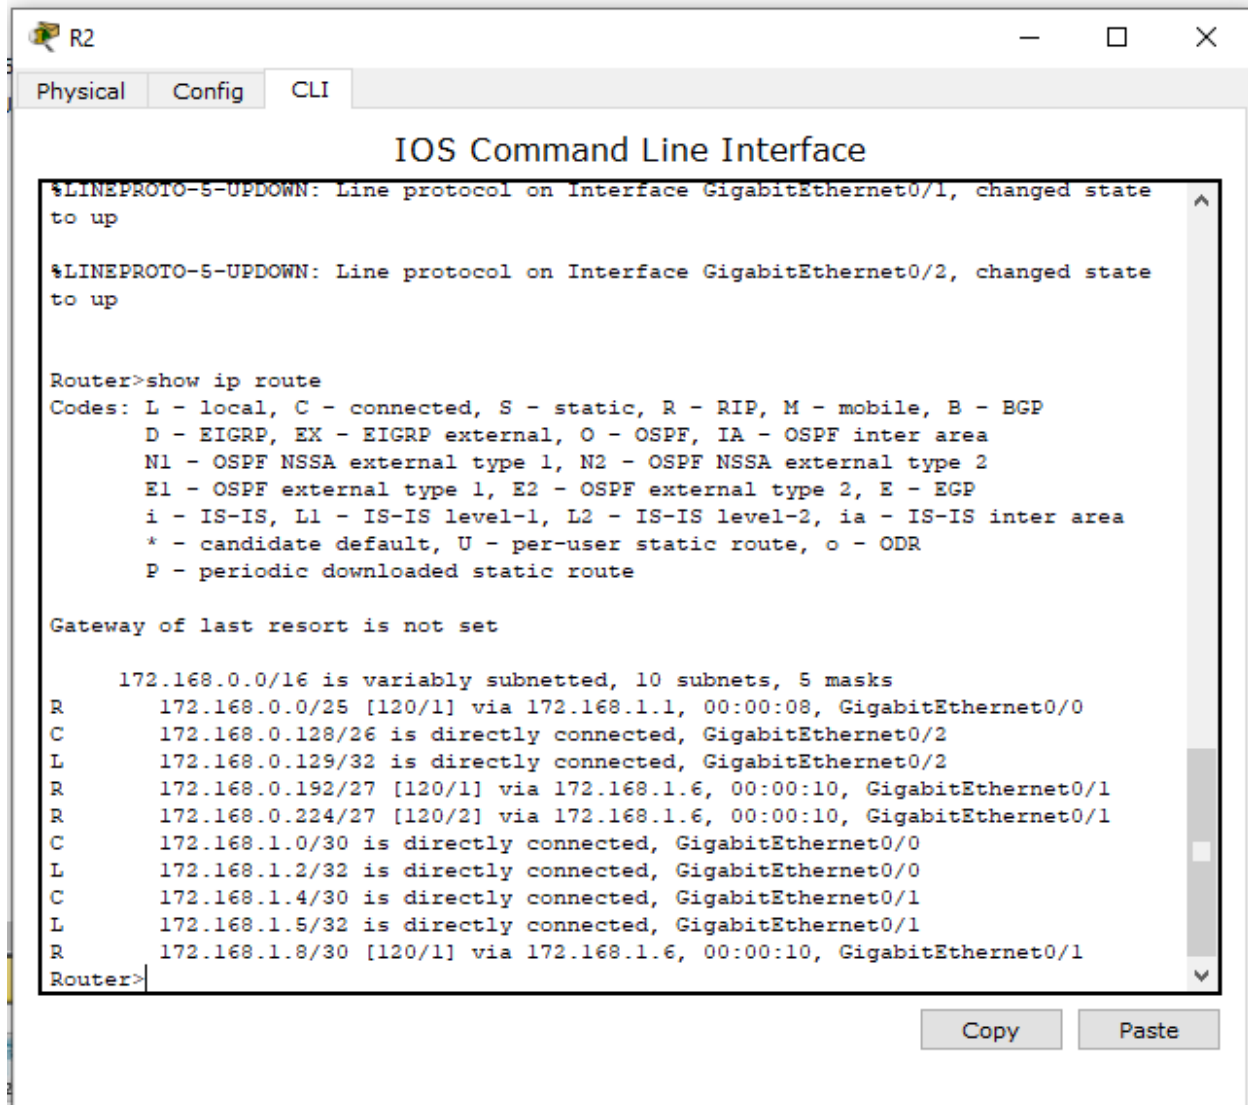 R2
Physical Config CLI
IOS Command Line Interface
%LINEPROTO-5-UPDOWN: Line protocol on Interface GigabitEthernet0/1, changed state
to up
%LINEPROTO-5-UPDOWN: Line protocol on Interface GigabitEthernet0/2, changed state
to up
Router>show ip route
Codes: L - local, C - connected, S - static, R - RIP, M - mobile, B - BGP
D - EIGRP, EX - EIGRP external, O - OSPF, IA - OSPF inter area
N1 - OSPF NSSA external type 1, N2 - OSPF NSSA external type 2
E1 - OSPF external type 1, E2 - OSPF external type 2, E - EGP
i - IS-IS, L1 - IS-IS level-1, L2 - IS-IS level-2, ia - IS-IS inter area
* - candidate default, U - per-user static route, o - ODR
P - periodic downloaded static route
Gateway of last resort is not set
172.168.0.0/16 is variably subnetted, 10 subnets, 5 masks
R 172.168.0.0/25 [120/1] via 172.168.1.1, 00:00:08, GigabitEthernet0/0
C 172.168.0.128/26 is directly connected, GigabitEthernet0/2
L 172.168.0.129/32 is directly connected, GigabitEthernet0/2
R 172.168.0.192/27 [120/1] via 172.168.1.6, 00:00:10, GigabitEthernet0/1
R 172.168.0.224/27 [120/2] via 172.168.1.6, 00:00:10, GigabitEthernet0/1
C 172.168.1.0/30 is directly connected, GigabitEthernet0/0
L 172.168.1.2/32 is directly connected, GigabitEthernet0/0
C 172.168.1.4/30 is directly connected, GigabitEthernet0/1
L 172.168.1.5/32 is directly connected, GigabitEthernet0/1
R 172.168.1.8/30 [120/1] via 172.168.1.6, 00:00:10, GigabitEthernet0/1
Router>
Copy Paste